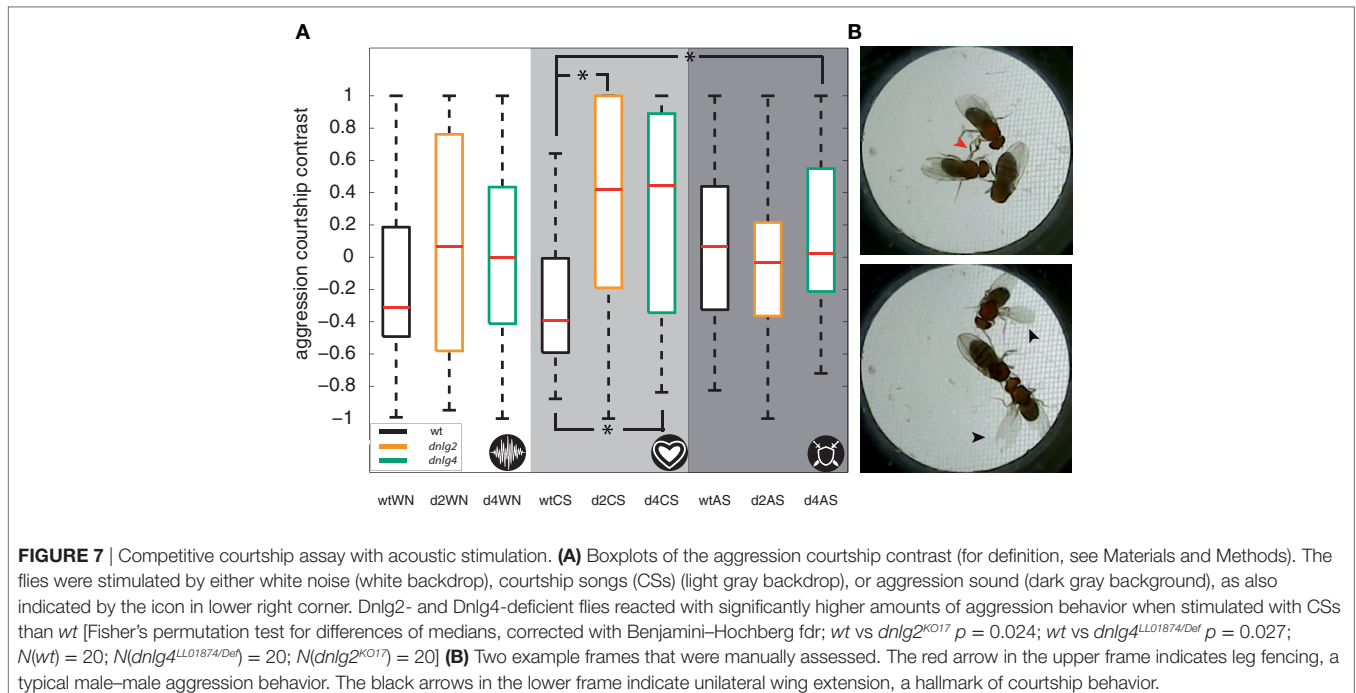 A
B
*
*
aggression courtship contrast
1
0.8
0.6
0.4
0.2
0
−0.2
−0.4
−0.6
−0.8
−1
*
wt
dnlg2
dnlg4
wtWN d2WN d4WN wtCS d2CS d4CS wtAS d2AS d4AS
FIGURE 7 | Competitive courtship assay with acoustic stimulation. (A) Boxplots of the aggression courtship contrast (for definition, see Materials and Methods). The
flies were stimulated by either white noise (white backdrop), courtship songs (CSs) (light gray backdrop), or aggression sound (dark gray background), as also
indicated by the icon in lower right corner. Dnlg2- and Dnlg4-deficient flies reacted with significantly higher amounts of aggression behavior when stimulated with CSs
than wt [Fisher's permutation test for differences of medians, corrected with Benjamini–Hochberg fdr; wt vs dnlg2KO17 p = 0.024; wt vs dnlg4LL01874/Def p = 0.027;
N(wt) = 20; N(dnlg4LL01874/Def) = 20; N(dnlg2KO17) = 20] (B) Two example frames that were manually assessed. The red arrow in the upper frame indicates leg fencing, a
typical male–male aggression behavior. The black arrows in the lower frame indicate unilateral wing extension, a hallmark of courtship behavior.